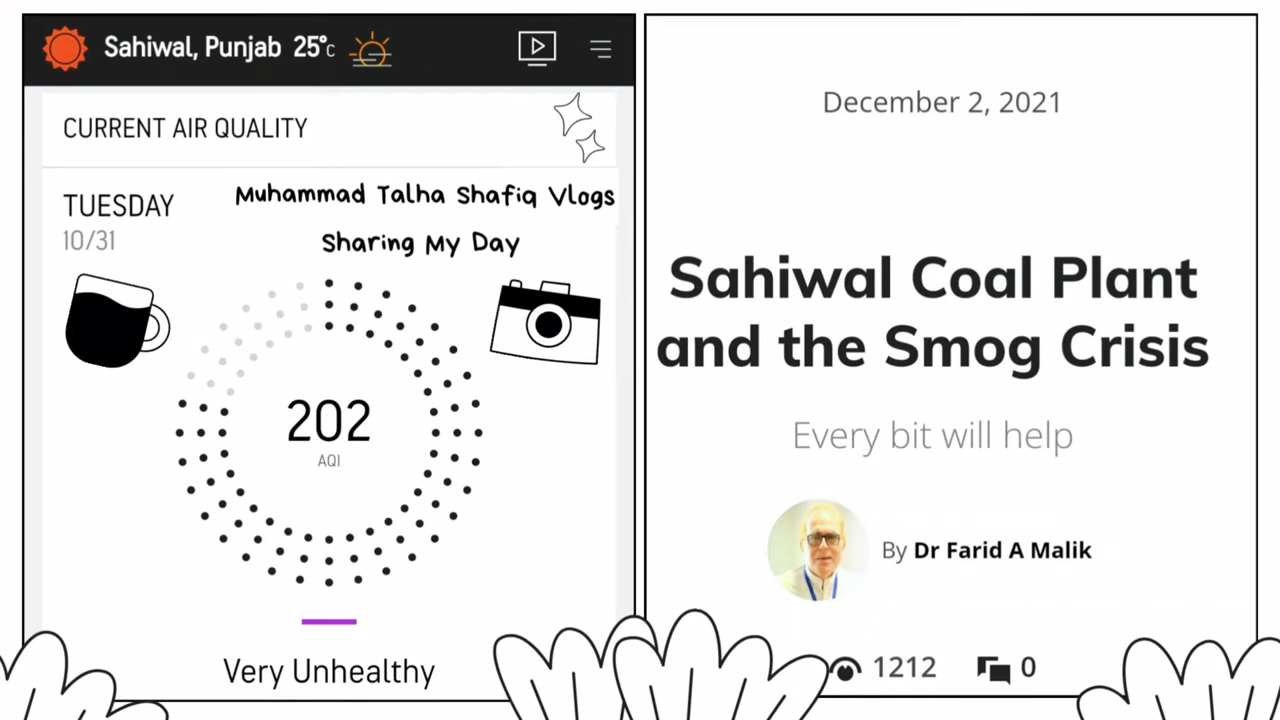 Sahiwal, Punjab 25°c
CURRENT AIR QUALITY
TUESDAY
10/31
Muhammad Talha Shafiq Vlogs
Sharing My Day
202
AQI
Very Unhealthy
December 2, 2021
Sahiwal Coal Plant
and the Smog Crisis
Every bit will help
By Dr Farid A Malik
1212 0